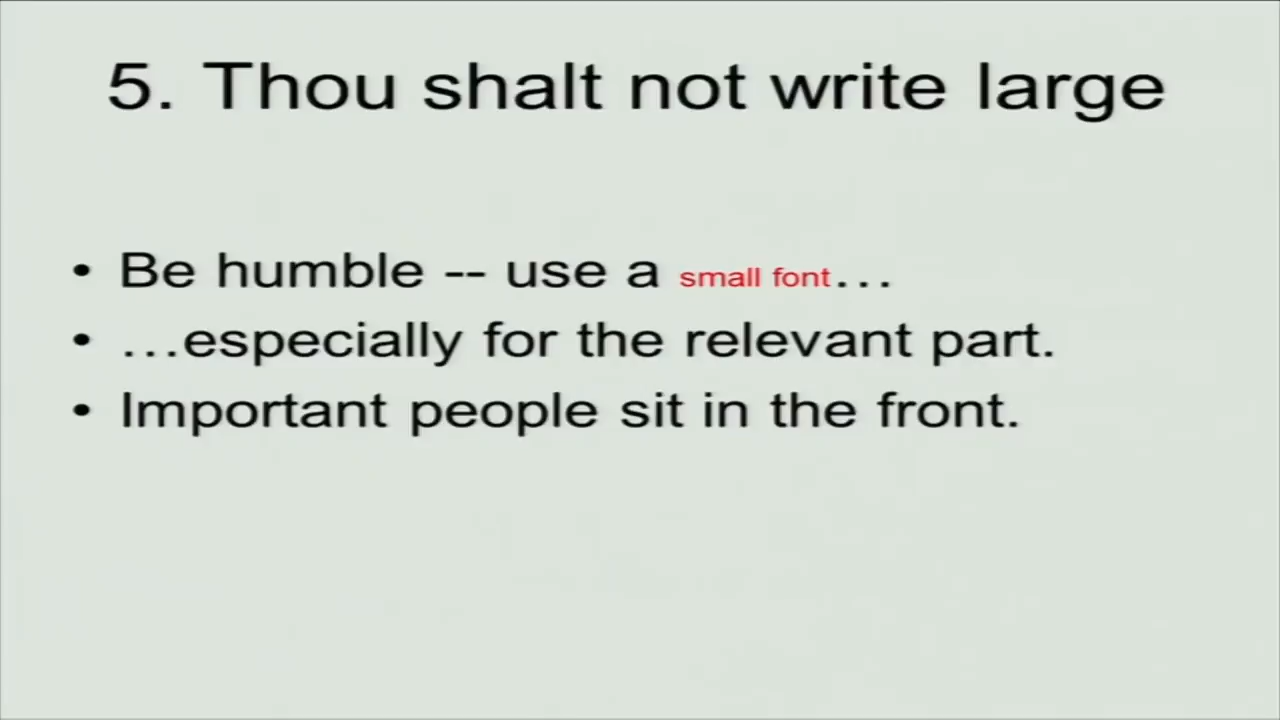 5. Thou shalt not write large
• Be humble -- use a small font…
• …especially for the relevant part.
• Important people sit in the front.